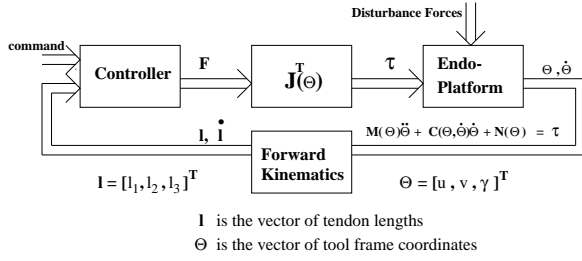 Disturbance Forces
command
Controller
F
J^T(Θ)
τ
Endo-
Platform
Θ , Θ̇
l, l̇
M(Θ)Θ̈ + C(Θ,Θ̇)Θ̇ + N(Θ) = τ
Forward
Kinematics
l = [l₁, l₂, l₃]^T
Θ = [u , v , γ ]^T
l is the vector of tendon lengths
Θ is the vector of tool frame coordinates